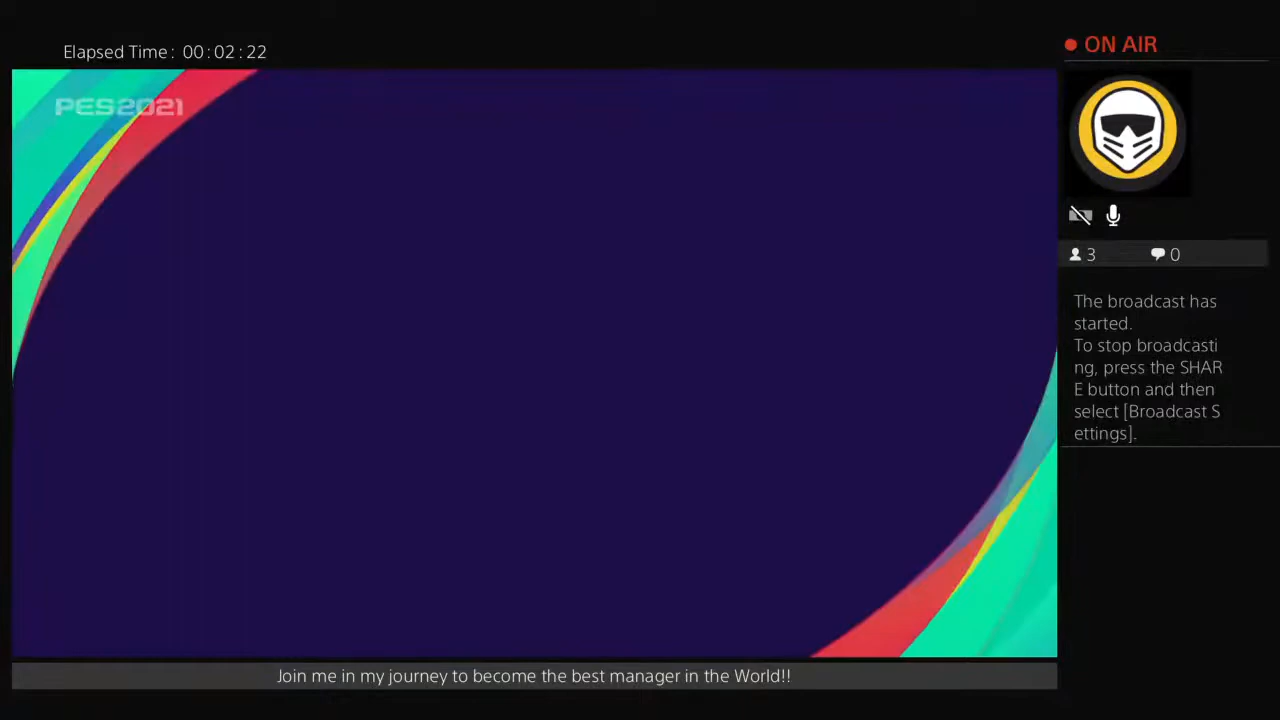 Elapsed Time: 00:02:22
ON AIR
PES2021
3 0
The broadcast has
started.
To stop broadcasti
ng, press the SHAR
E button and then
select [Broadcast S
ettings].
Join me in my journey to become the best manager in the World!!